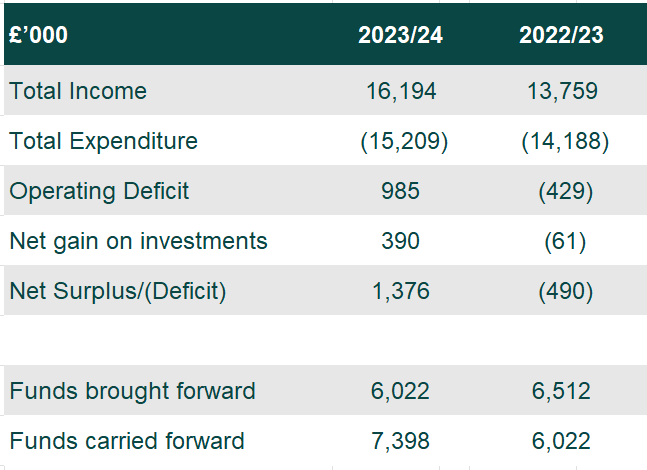 £’000 2023/24 2022/23
Total Income 16,194 13,759
Total Expenditure (15,209) (14,188)
Operating Deficit 985 (429)
Net gain on investments 390 (61)
Net Surplus/(Deficit) 1,376 (490)
Funds brought forward 6,022 6,512
Funds carried forward 7,398 6,022